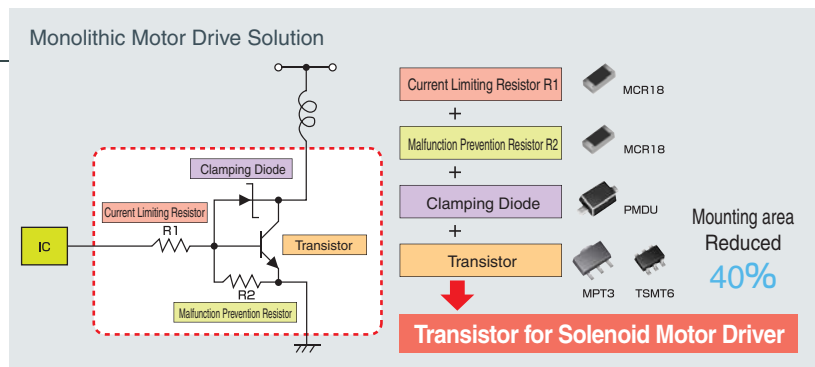 Monolithic Motor Drive Solution
Clamping Diode
Current Limiting Resistor
R1
IC
Transistor
R2
Malfunction Prevention Resistor
Current Limiting Resistor R1
MCR18
+
Malfunction Prevention Resistor R2
MCR18
+
Clamping Diode
PMDU
+
Transistor
MPT3
TSMT6
Mounting area
Reduced
40%
Transistor for Solenoid Motor Driver